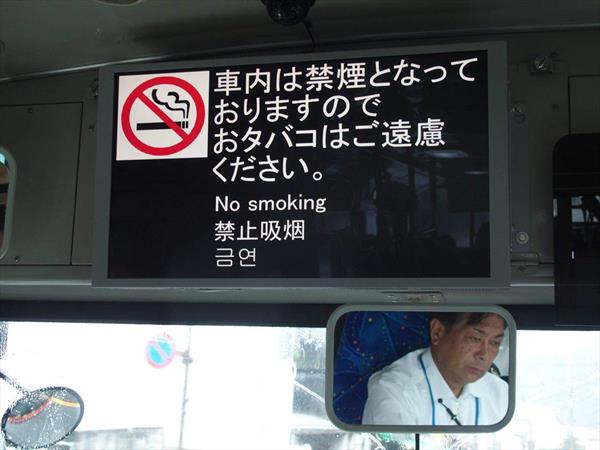 車内は禁煙となって
おりますので
おタバコはご遠慮
ください。
No smoking
禁止吸烟
금연